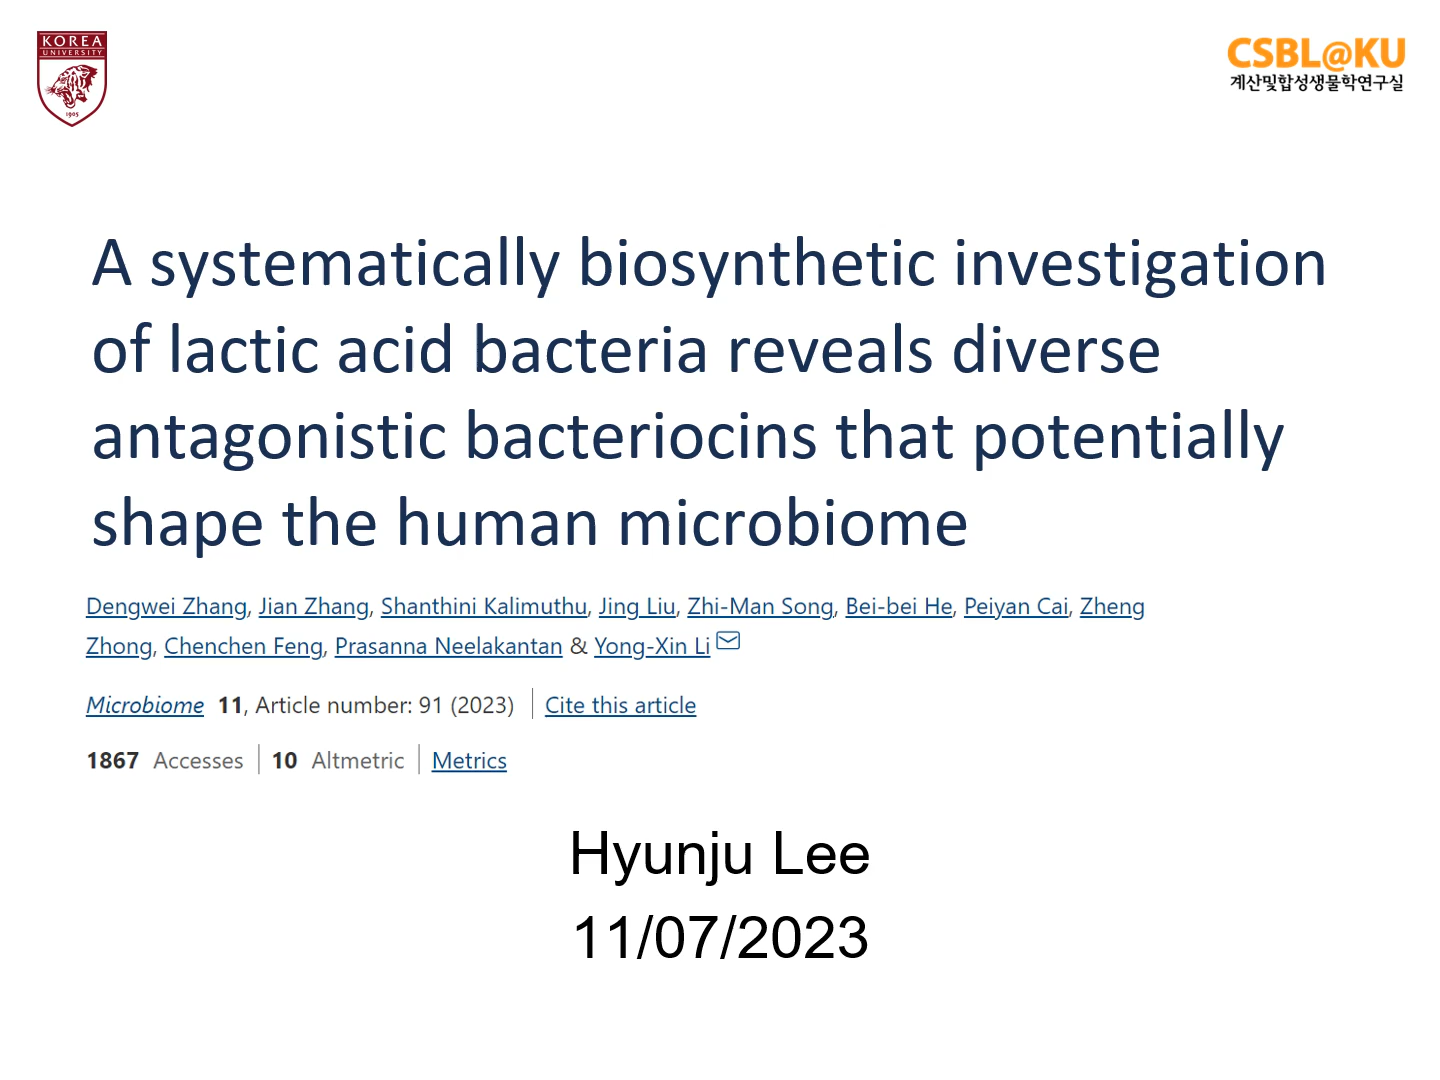 KOREA
UNIVERSITY
1905
CSBL@KU
계산및합성생물학연구실
A systematically biosynthetic investigation
of lactic acid bacteria reveals diverse
antagonistic bacteriocins that potentially
shape the human microbiome
Dengwei Zhang, Jian Zhang, Shanthini Kalimuthu, Jing Liu, Zhi-Man Song, Bei-bei He, Peiyan Cai, Zheng
Zhong, Chenchen Feng, Prasanna Neelakantan & Yong-Xin Li
Microbiome 11, Article number: 91 (2023) Cite this article
1867 Accesses 10 Altmetric Metrics
Hyunju Lee
11/07/2023